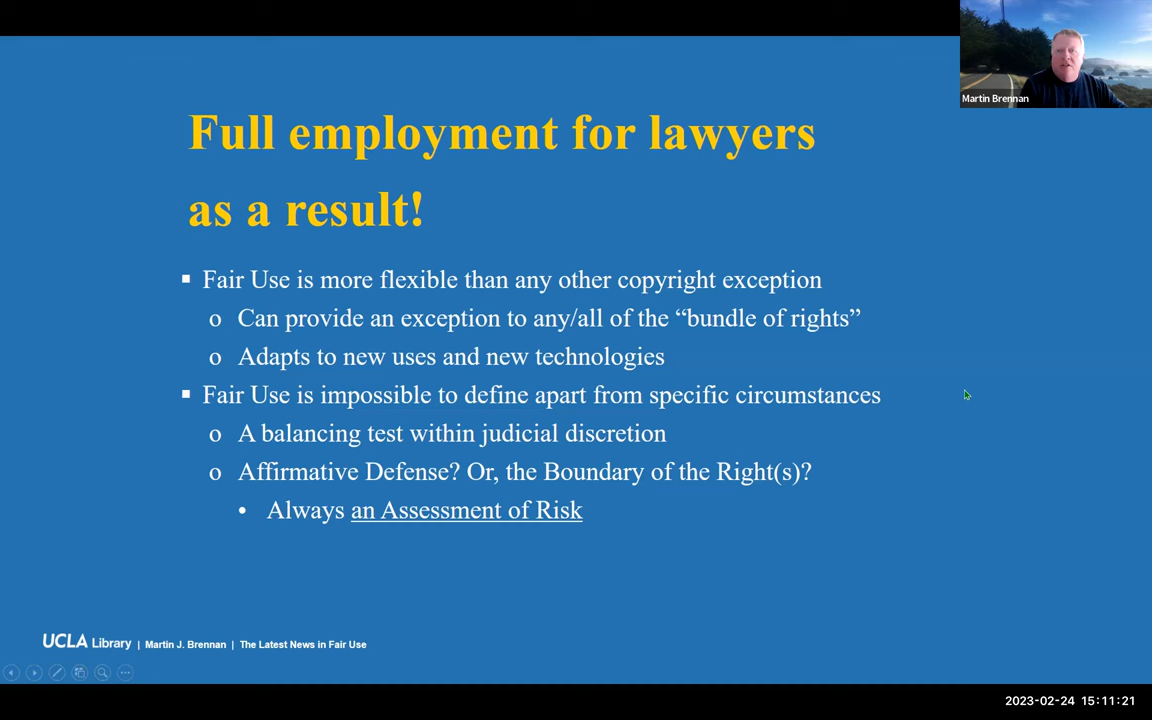 Martin Brennan
Full employment for lawyers
as a result!
▪ Fair Use is more flexible than any other copyright exception
o Can provide an exception to any/all of the “bundle of rights”
o Adapts to new uses and new technologies
▪ Fair Use is impossible to define apart from specific circumstances
o A balancing test within judicial discretion
o Affirmative Defense? Or, the Boundary of the Right(s)?
• Always an Assessment of Risk
UCLA Library | Martin J. Brennan | The Latest News in Fair Use
2023-02-24 15:11:21